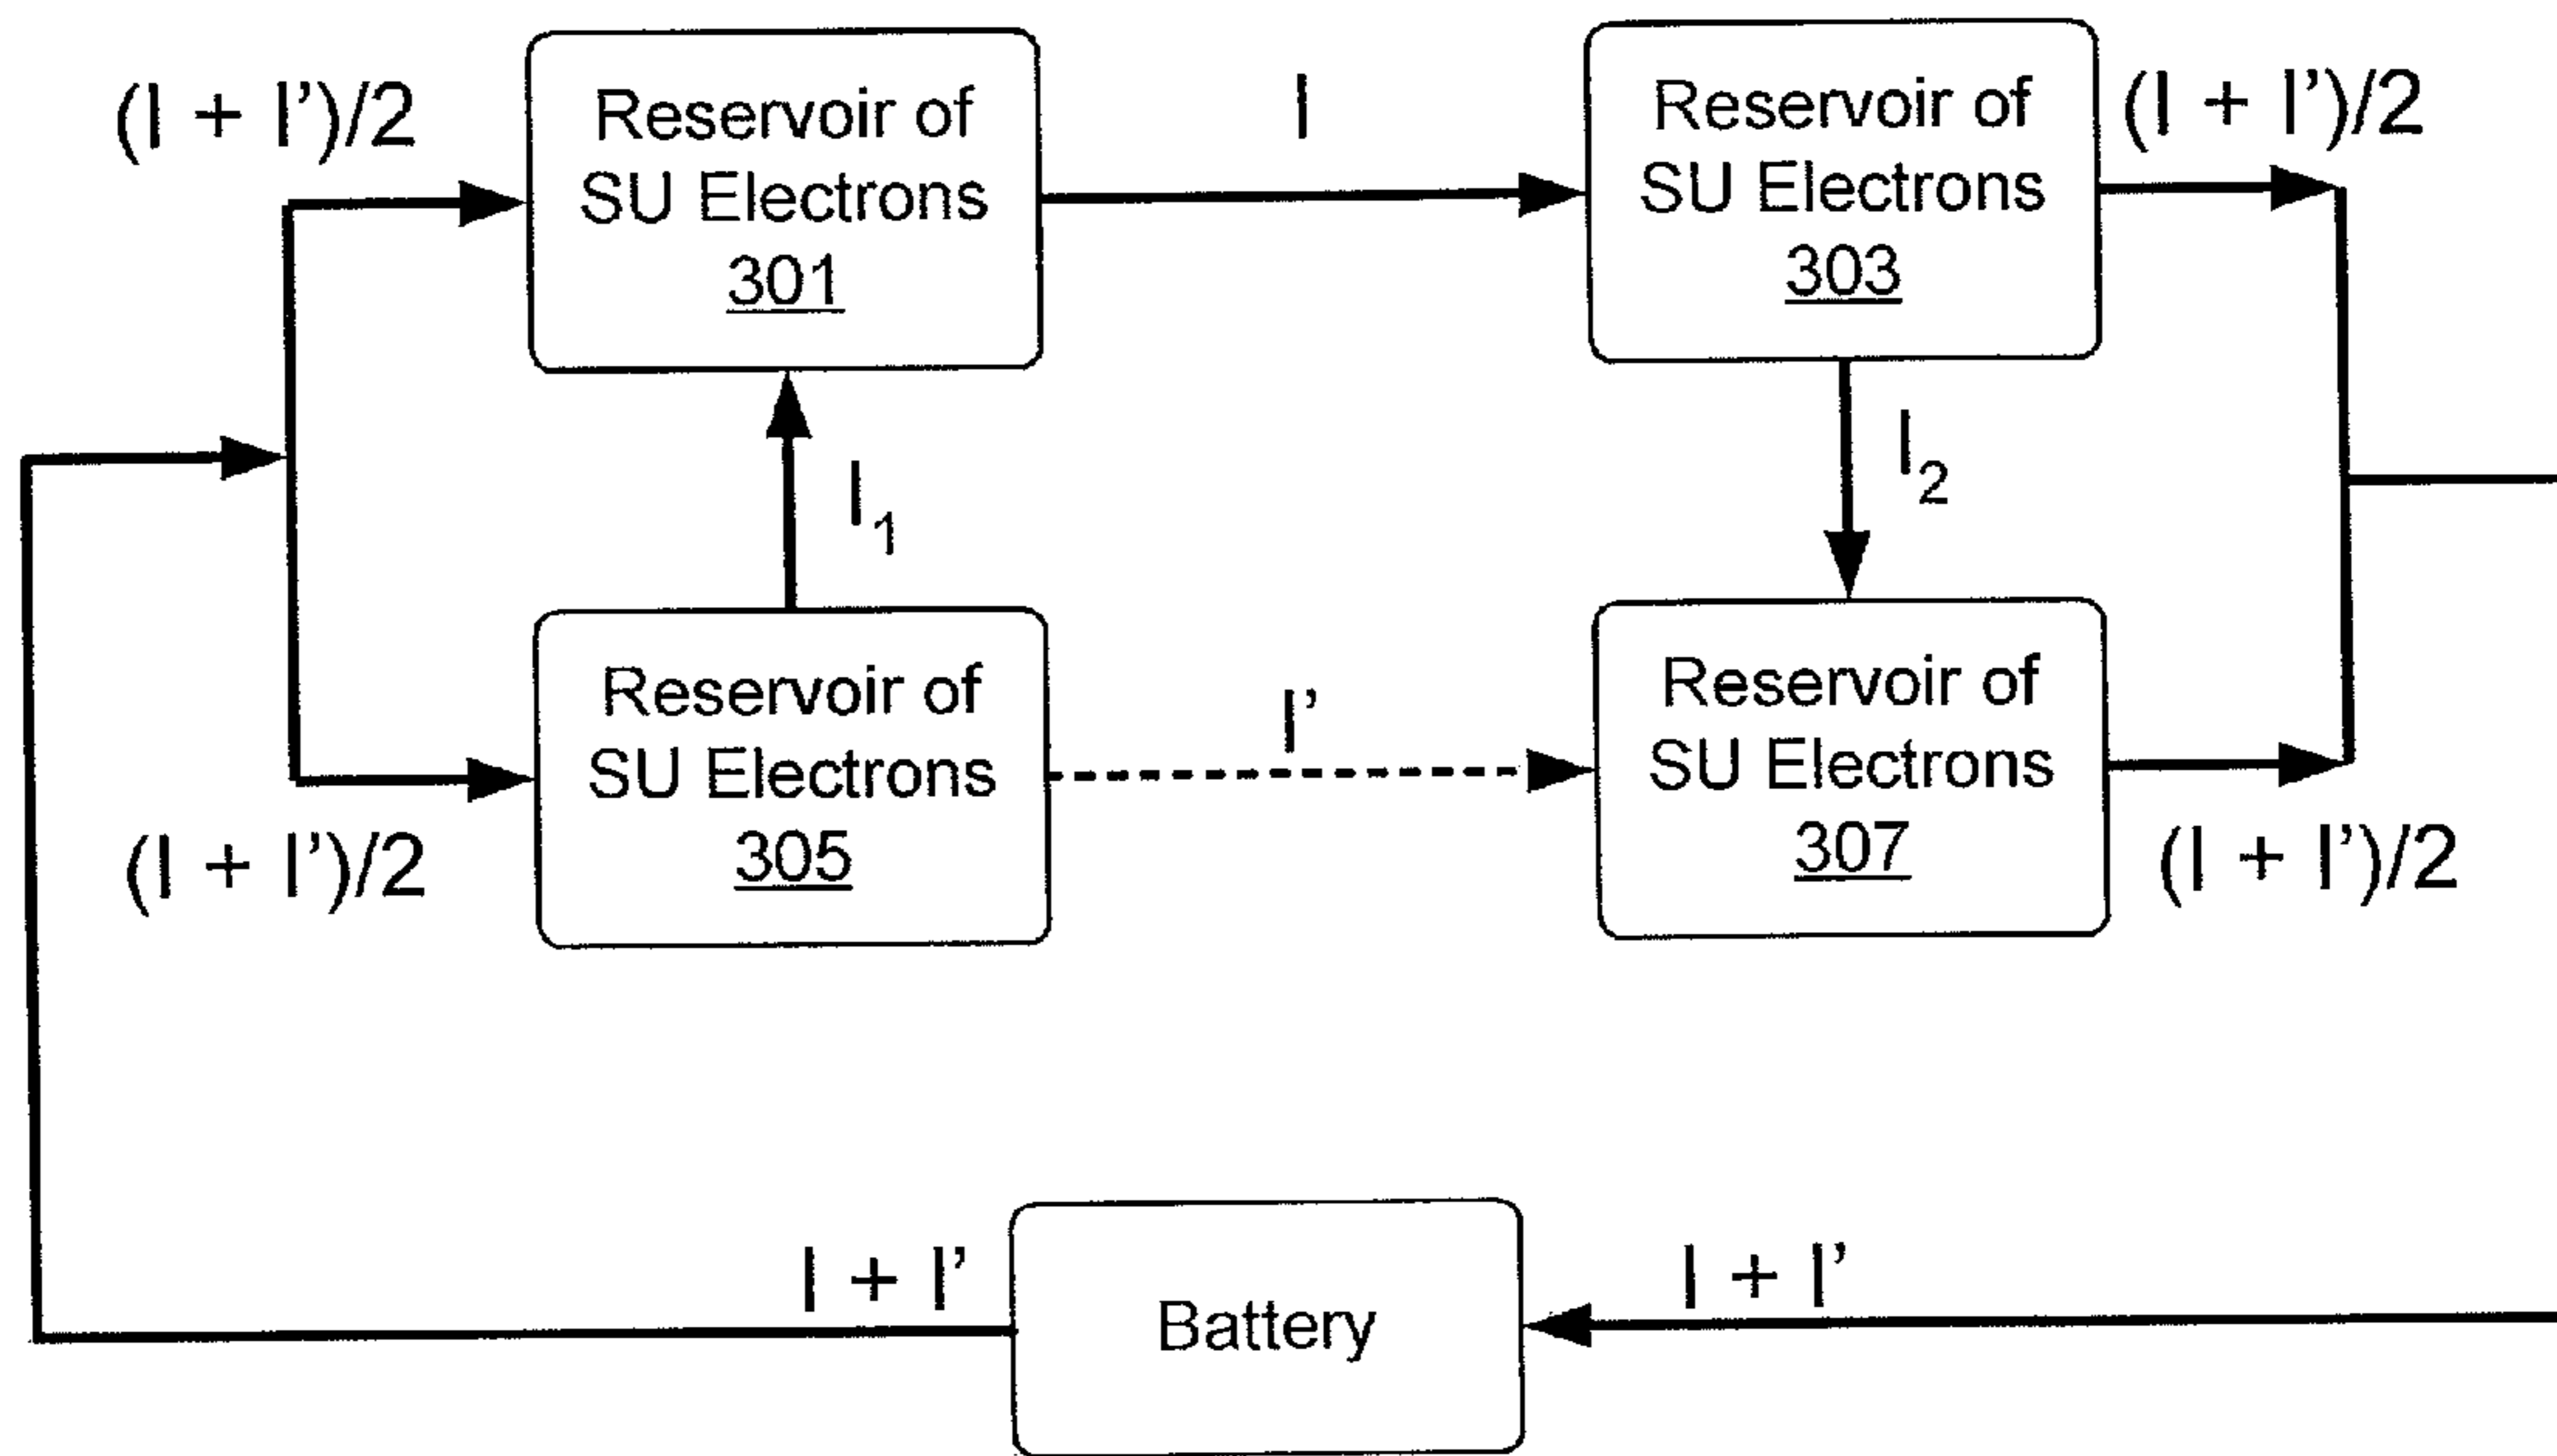 (I + I’)/2
Reservoir of
SU Electrons
301
I
Reservoir of
SU Electrons
303
(I + I’)/2
I1
I2
(I + I’)/2
Reservoir of
SU Electrons
305
I’
Reservoir of
SU Electrons
307
(I + I’)/2
I + I’
Battery
I + I’